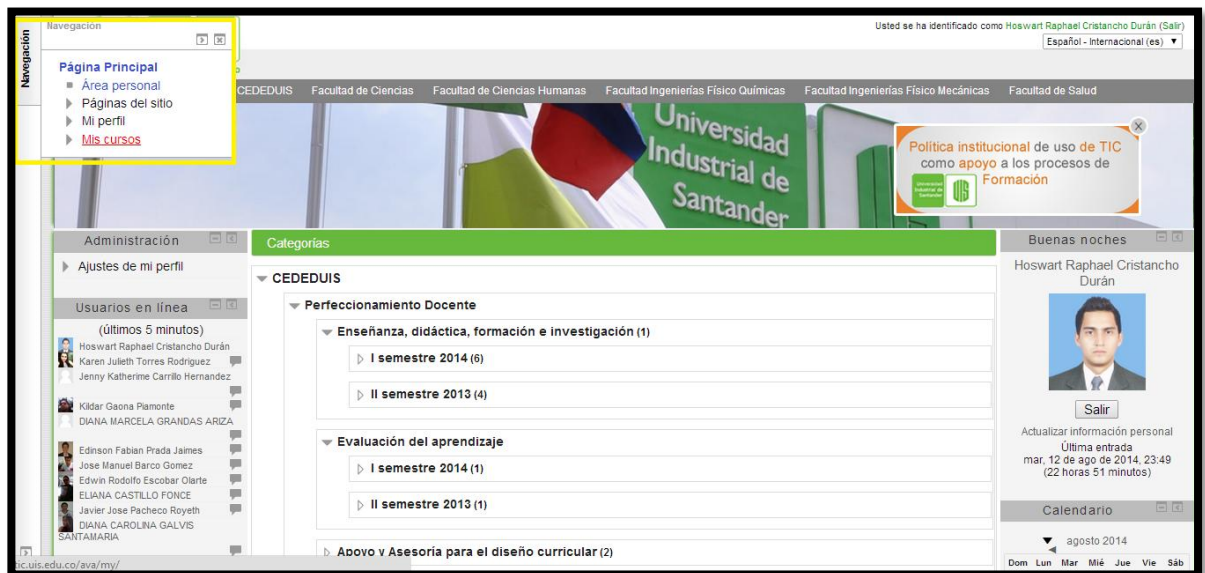 Navegación
Navegación
Página Principal
Área personal
Páginas del sitio
Mi perfil
Mis cursos
Usted se ha identificado como Hoswart Raphael Cristancho Durán (Salir)
Español - Internacional (es)
CEDEDUIS Facultad de Ciencias Facultad de Ciencias Humanas Facultad Ingenierías Físico Químicas Facultad Ingenierías Físico Mecánicas Facultad de Salud
Universidad
Industrial de
Santander
Política institucional de uso de TIC
como apoyo a los procesos de
Formación
Universidad
Industrial de
Santander
UIS
Administración
Ajustes de mi perfil
Usuarios en línea
(últimos 5 minutos)
Hoswart Raphael Cristancho Durán
Karen Julieth Torres Rodriguez
Jenny Katherime Carrillo Hernandez
Kildar Gaona Piamonte
DIANA MARCELA GRANDAS ARIZA
Edinson Fabian Prada Jaimes
Jose Manuel Barco Gomez
Edwin Rodolfo Escobar Olarte
ELIANA CASTILLO FONCE
Javier Jose Pacheco Royeth
DIANA CAROLINA GALVIS
SANTAMARIA
tic.uis.edu.co/ava/my/
Categorías
CEDEDUIS
Perfeccionamiento Docente
Enseñanza, didáctica, formación e investigación (1)
I semestre 2014 (6)
II semestre 2013 (4)
Evaluación del aprendizaje
I semestre 2014 (1)
II semestre 2013 (1)
Apoyo y Asesoría para el diseño curricular (2)
Buenas noches
Hoswart Raphael Cristancho
Durán
Salir
Actualizar información personal
Última entrada
mar, 12 de ago de 2014, 23:49
(22 horas 51 minutos)
Calendario
agosto 2014
Dom Lun Mar Mié Jue Vie Sáb